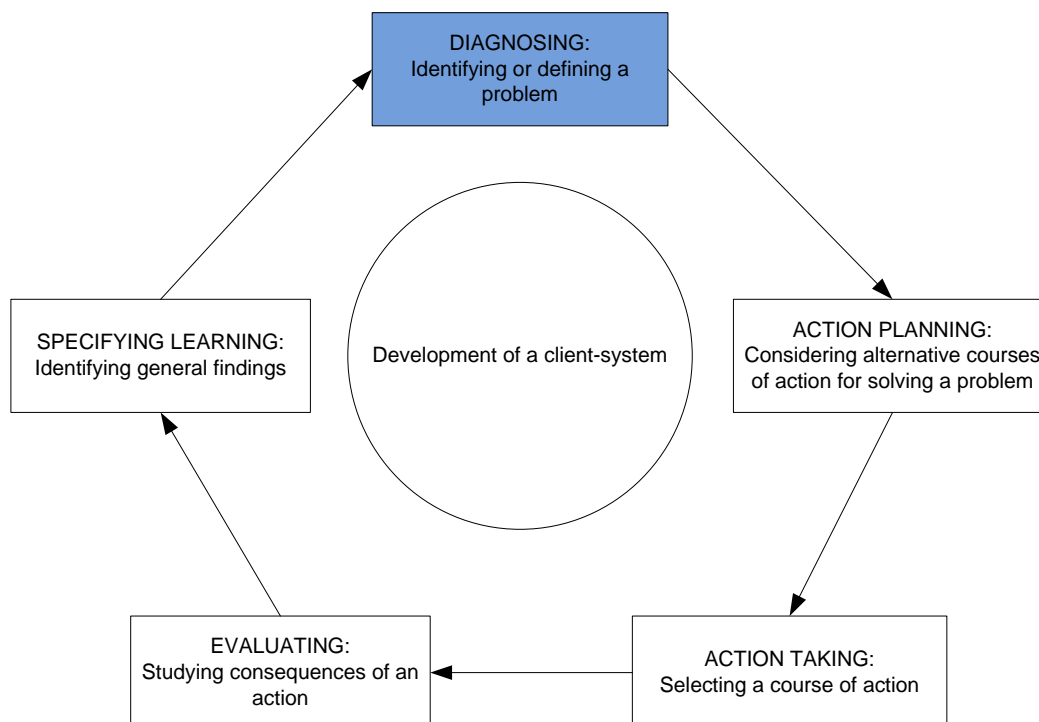 DIAGNOSING:
Identifying or defining a
problem
ACTION PLANNING:
Considering alternative courses
of action for solving a problem
ACTION TAKING:
Selecting a course of action
EVALUATING:
Studying consequences of an
action
SPECIFYING LEARNING:
Identifying general findings
Development of a client-system